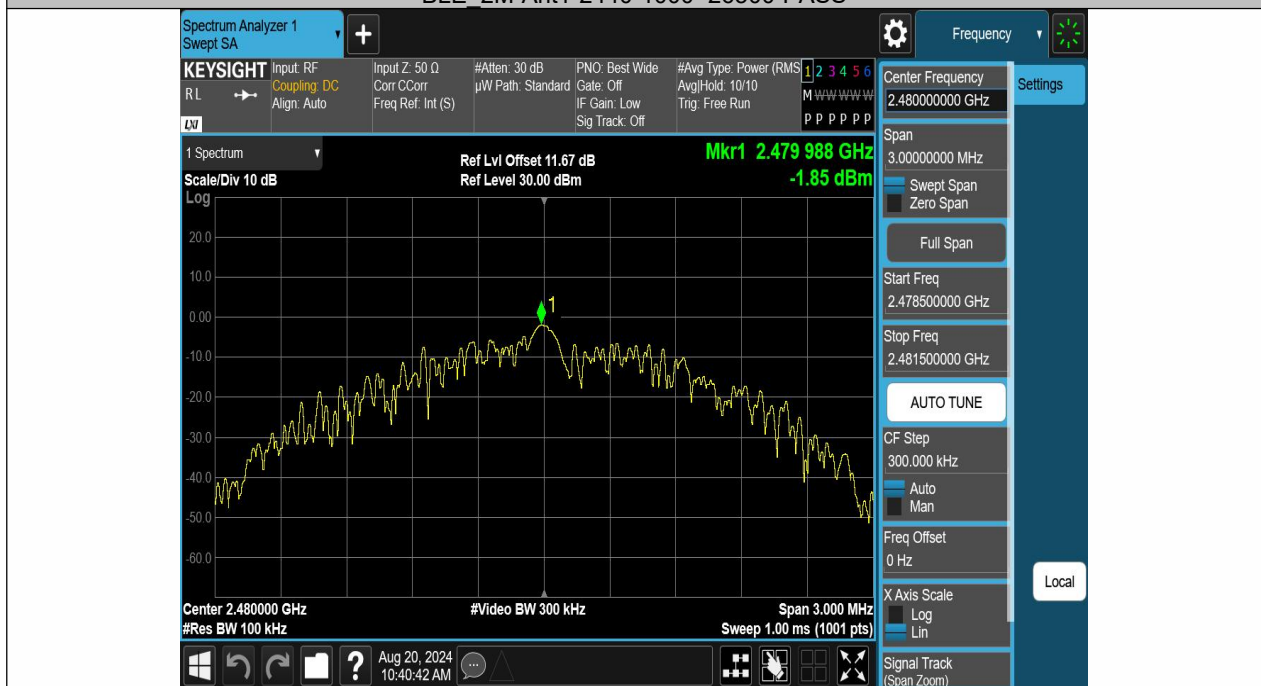 Spectrum Analyzer 1
Swept SA
Frequency
KEYSIGHT
RL
LXI
Input: RF
Coupling: DC
Align: Auto
Input Z: 50 Ω
Corr CCorr
Freq Ref: Int (S)
#Atten: 30 dB
µW Path: Standard
PNO: Best Wide
Gate: Off
IF Gain: Low
Sig Track: Off
#Avg Type: Power (RMS
Avg|Hold: 10/10
Trig: Free Run
1 2 3 4 5 6
M W W W W W
P P P P P P
1 Spectrum
Scale/Div 10 dB
Log
Ref Lvl Offset 11.67 dB
Ref Level 30.00 dBm
Mkr1 2.479 988 GHz
-1.85 dBm
20.0
10.0
0.00
-10.0
-20.0
-30.0
-40.0
-50.0
-60.0
1
Center 2.480000 GHz
#Res BW 100 kHz
#Video BW 300 kHz
Span 3.000 MHz
Sweep 1.00 ms (1001 pts)
Aug 20, 2024
10:40:42 AM
?
Center Frequency
2.480000000 GHz
Span
3.00000000 MHz
Swept Span
Zero Span
Full Span
Start Freq
2.478500000 GHz
Stop Freq
2.481500000 GHz
AUTO TUNE
CF Step
300.000 kHz
Auto
Man
Freq Offset
0 Hz
X Axis Scale
Log
Lin
Signal Track
(Span Zoom)
Settings
Local